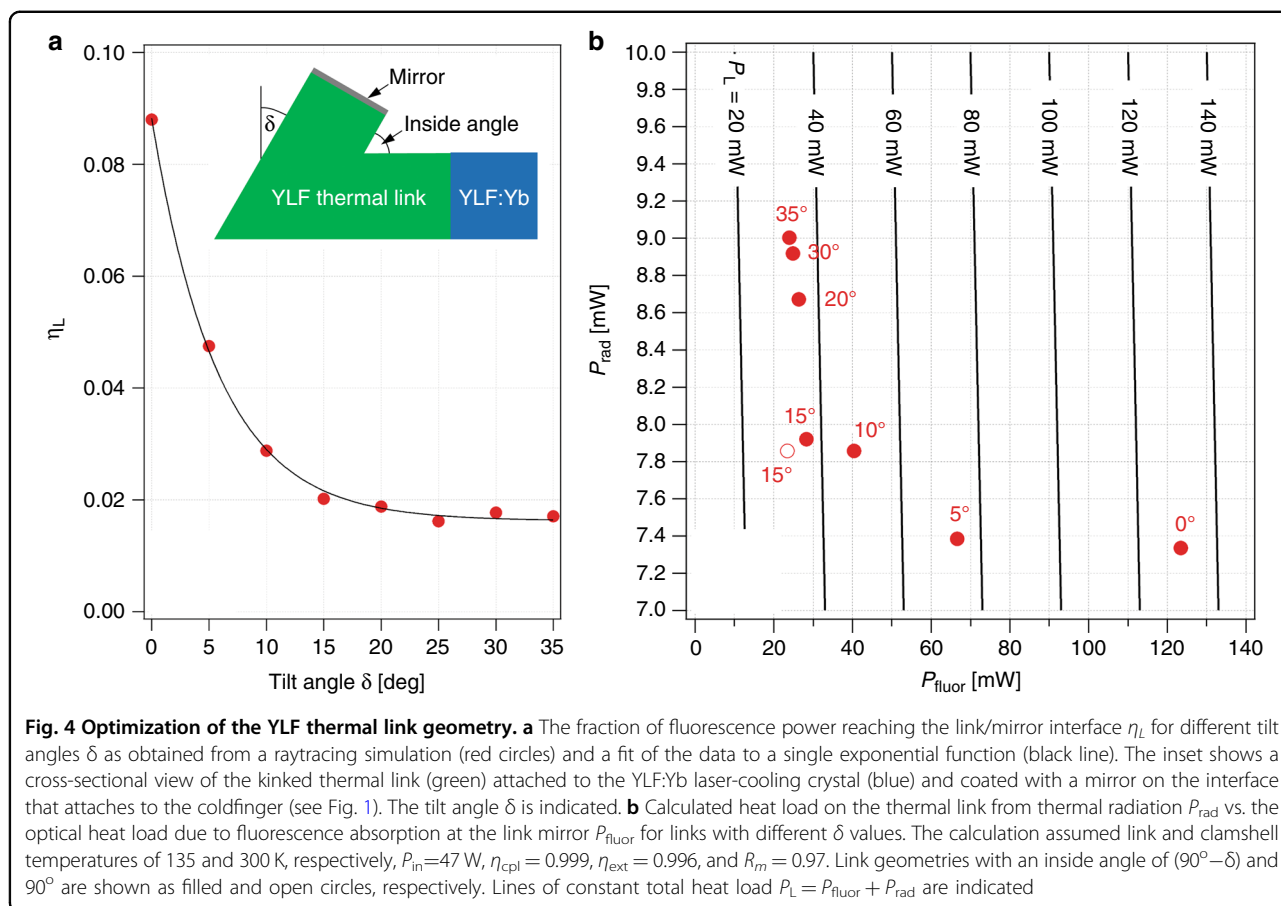 a
0.10
0.08
0.06
0.04
0.02
0.00
ηL
0
5
10
15
20
25
30
35
Tilt angle δ [deg]
Mirror
δ
Inside angle
YLF thermal link
YLF:Yb
b
10.0
9.8
9.6
9.4
9.2
9.0
8.8
8.6
8.4
8.2
8.0
7.8
7.6
7.4
7.2
7.0
Prad [mW]
PL = 20 mW
40 mW
60 mW
80 mW
100 mW
120 mW
140 mW
35°
30°
20°
15°
10°
15°
5°
0°
0
20
40
60
80
100
120
140
Pfluor [mW]
Fig. 4 Optimization of the YLF thermal link geometry. a The fraction of fluorescence power reaching the link/mirror interface ηL for different tilt
angles δ as obtained from a raytracing simulation (red circles) and a fit of the data to a single exponential function (black line). The inset shows a
cross-sectional view of the kinked thermal link (green) attached to the YLF:Yb laser-cooling crystal (blue) and coated with a mirror on the interface
that attaches to the coldfinger (see Fig. 1). The tilt angle δ is indicated. b Calculated heat load on the thermal link from thermal radiation Prad vs. the
optical heat load due to fluorescence absorption at the link mirror Pfluor for links with different δ values. The calculation assumed link and clamshell
temperatures of 135 and 300 K, respectively, Pin=47 W, ηcpl = 0.999, ηext = 0.996, and Rm = 0.97. Link geometries with an inside angle of (90°−δ) and
90° are shown as filled and open circles, respectively. Lines of constant total heat load PL = Pfluor + Prad are indicated